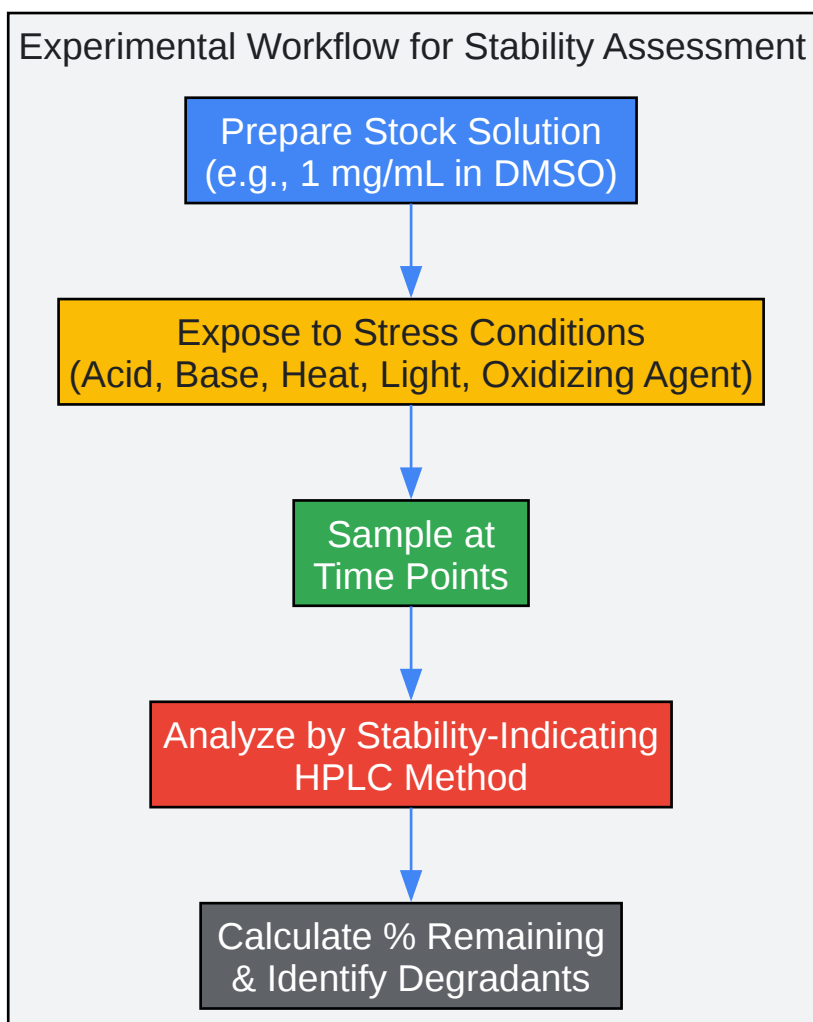 Experimental Workflow for Stability Assessment
Prepare Stock Solution
(e.g., 1 mg/mL in DMSO)
Expose to Stress Conditions
(Acid, Base, Heat, Light, Oxidizing Agent)
Sample at
Time Points
Analyze by Stability-Indicating
HPLC Method
Calculate % Remaining
& Identify Degradants